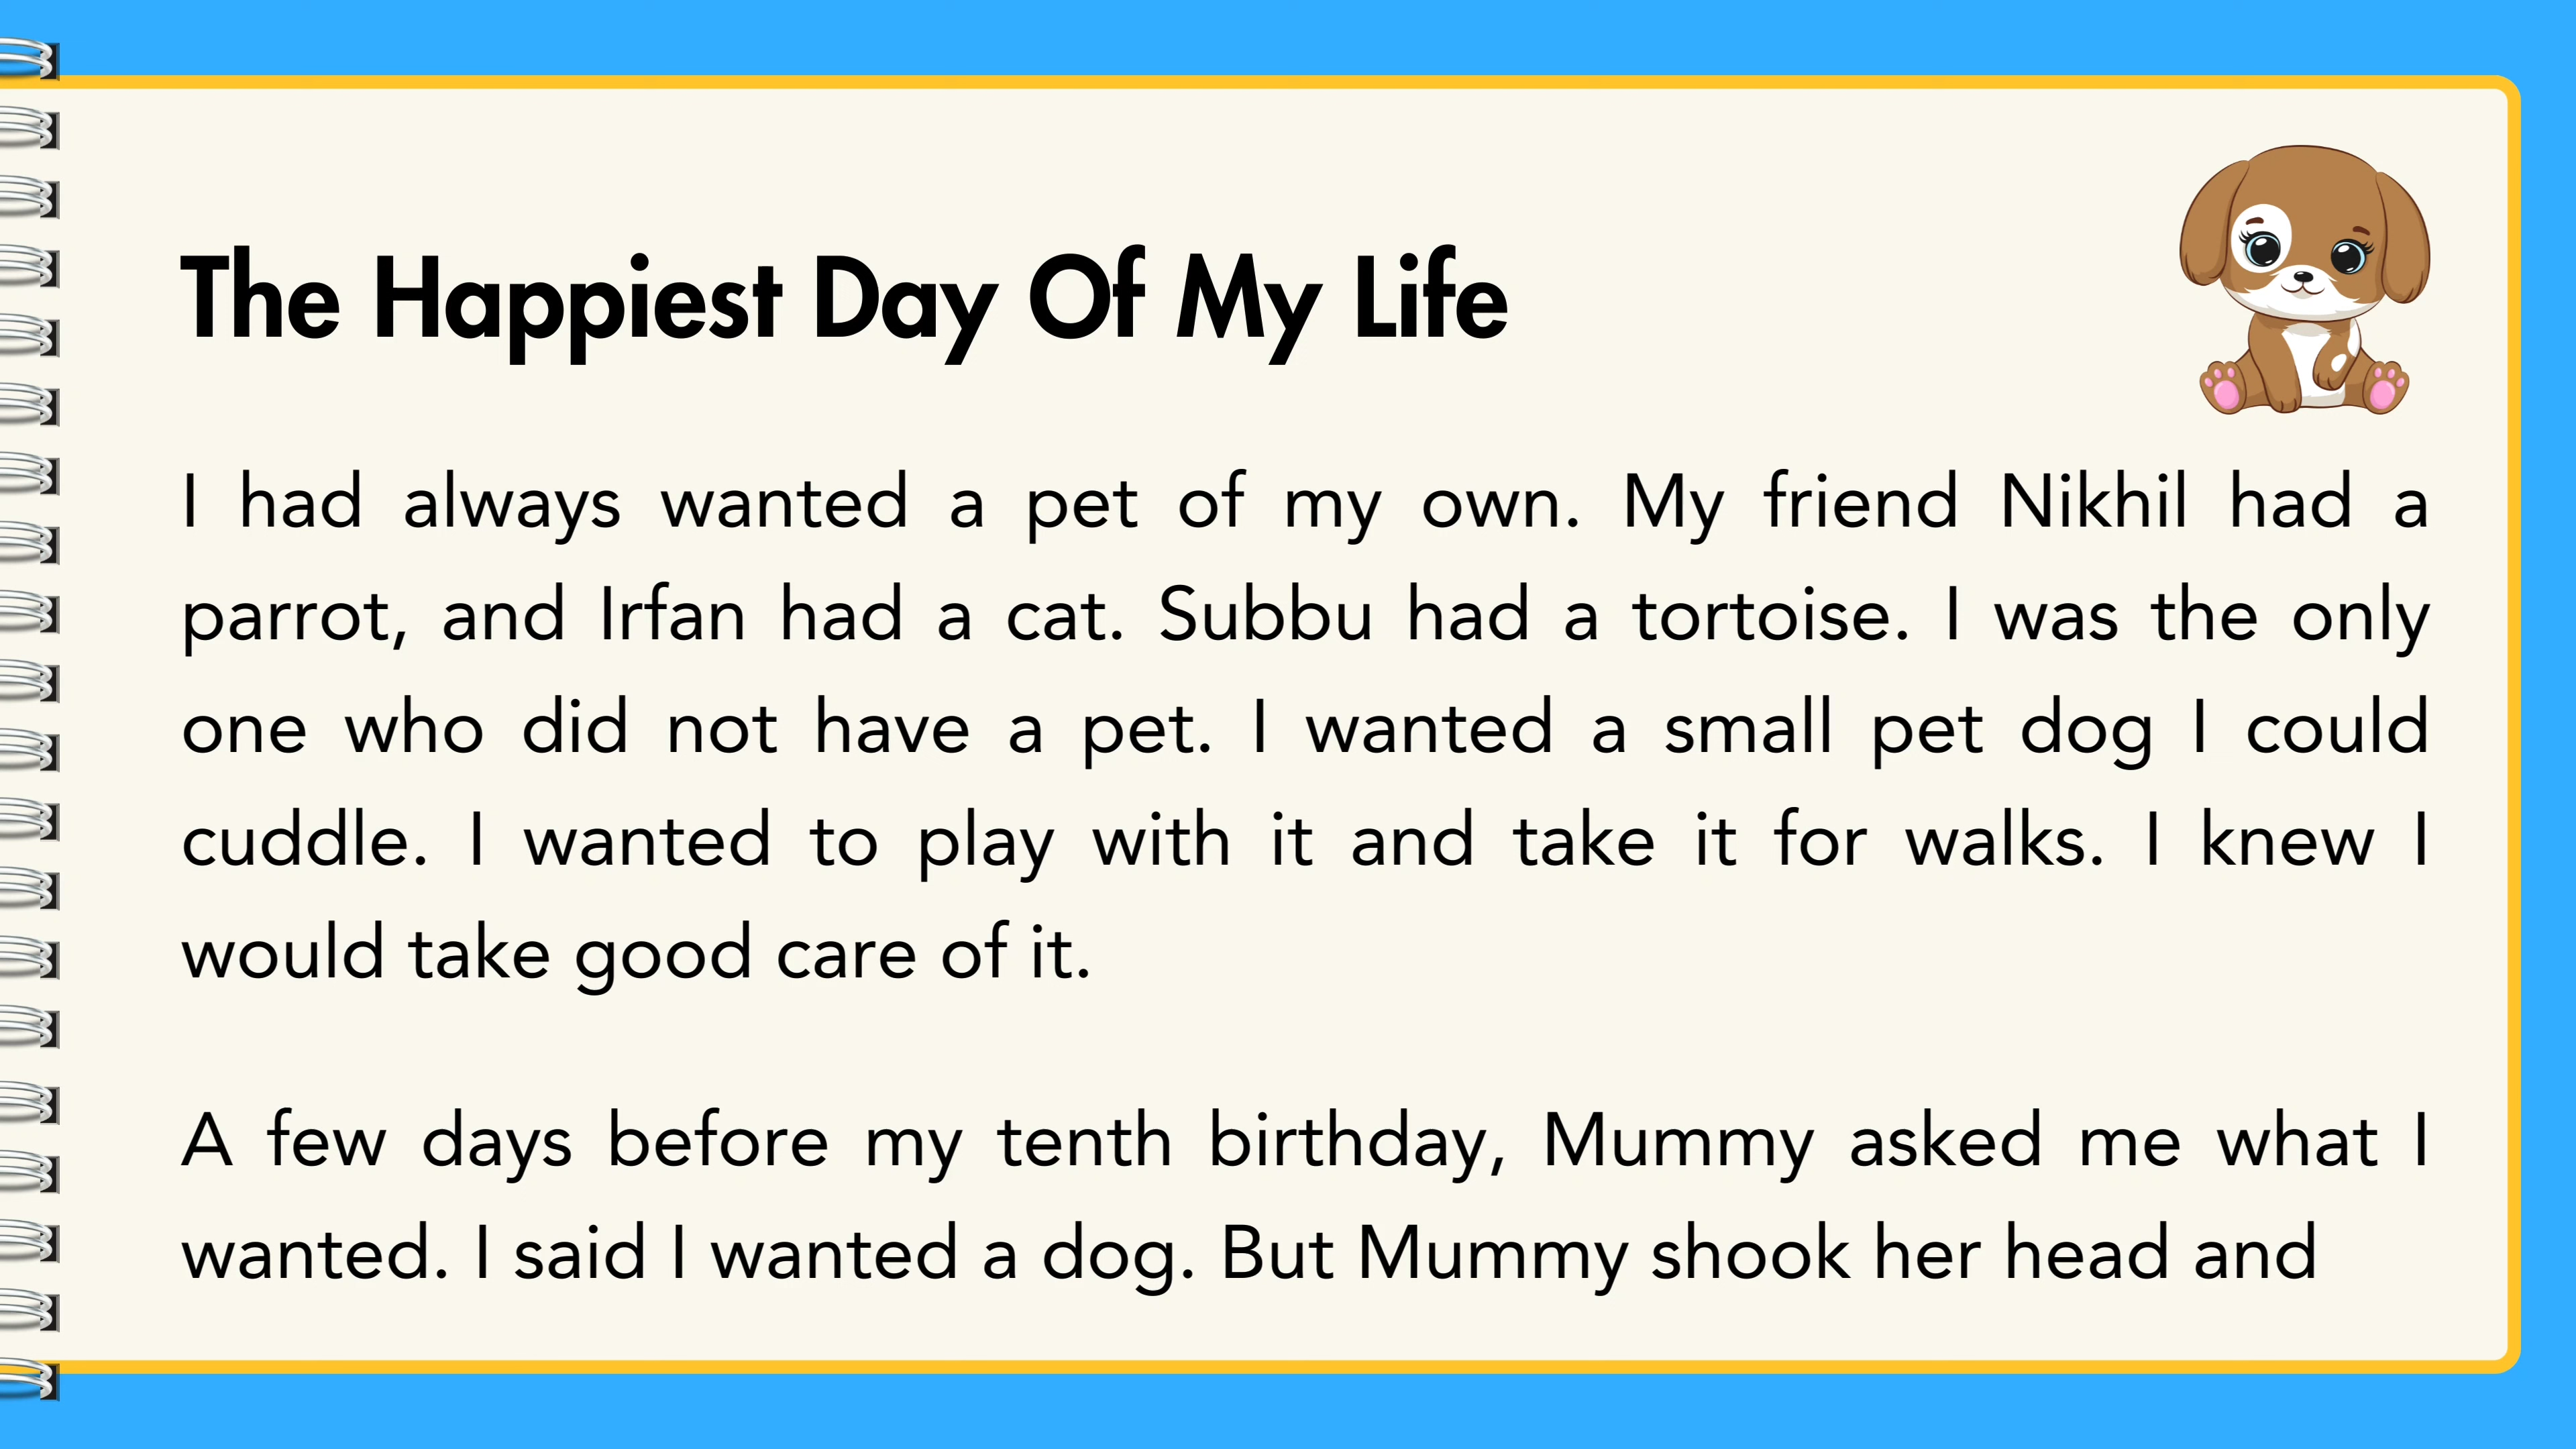 The Happiest Day Of My Life
I had always wanted a pet of my own. My friend Nikhil had a
parrot, and Irfan had a cat. Subbu had a tortoise. I was the only
one who did not have a pet. I wanted a small pet dog I could
cuddle. I wanted to play with it and take it for walks. I knew I
would take good care of it.
A few days before my tenth birthday, Mummy asked me what I
wanted. I said I wanted a dog. But Mummy shook her head and